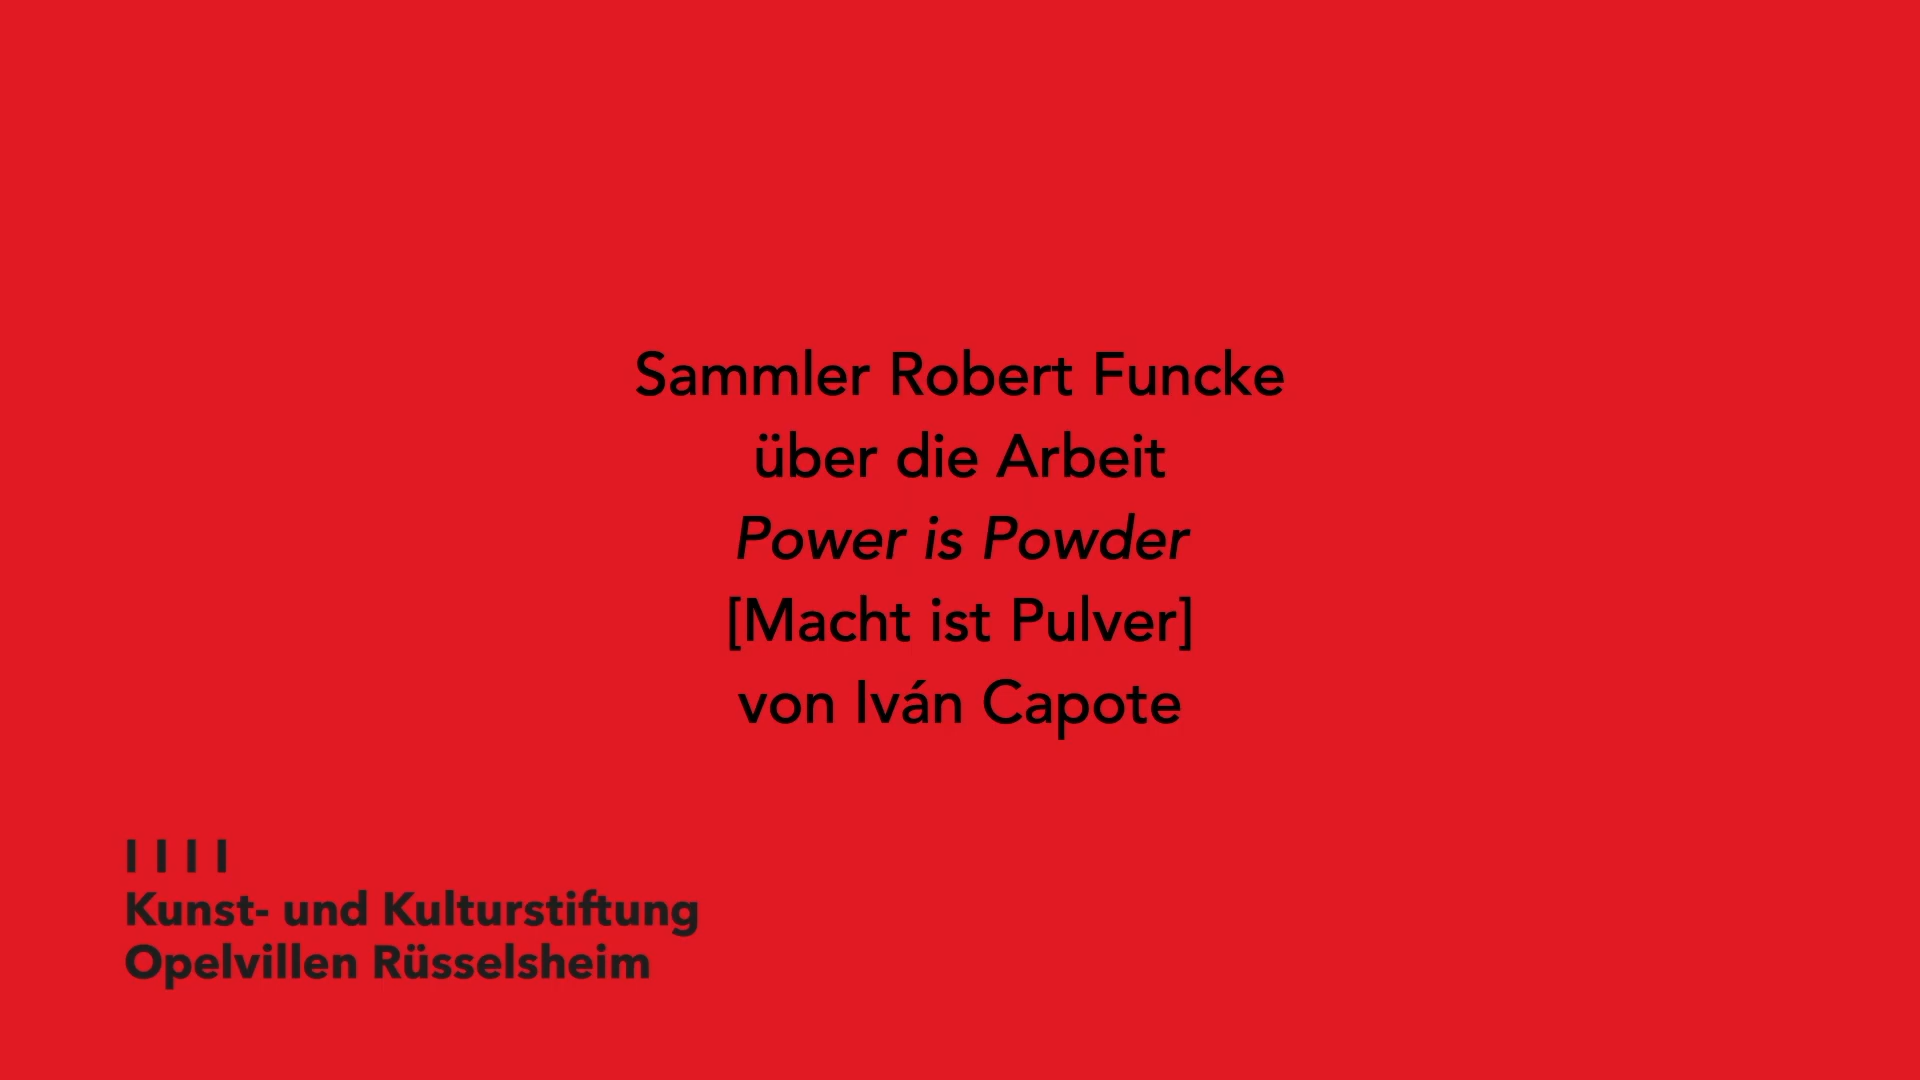 Sammler Robert Funcke
über die Arbeit
Power is Powder
[Macht ist Pulver]
von Iván Capote
I I I I
Kunst- und Kulturstiftung
Opelvillen Rüsselsheim